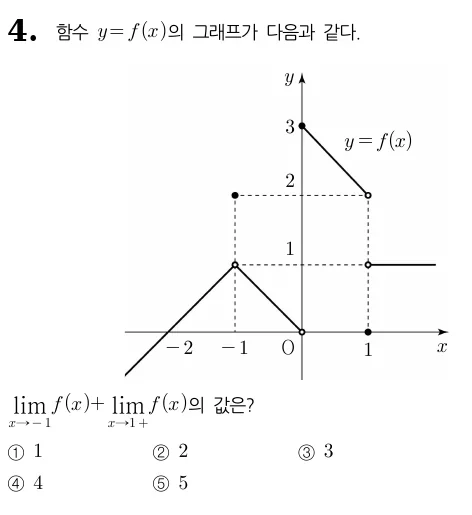 4. 함수 y=f(x)의 그래프가 다음과 같다.
y
3
y=f(x)
2
1
-2 -1 O 1 x
lim f(x)+ lim f(x)의 값은?
x→-1 x→1+
① 1 ② 2 ③ 3
④ 4 ⑤ 5